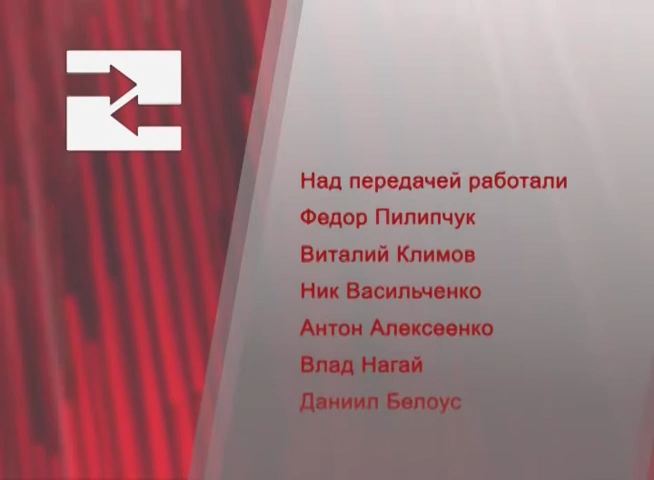 Над передачей работали
Федор Пилипчук
Виталий Климов
Ник Васильченко
Антон Алексеенко
Влад Нагай
Даниил Белоус